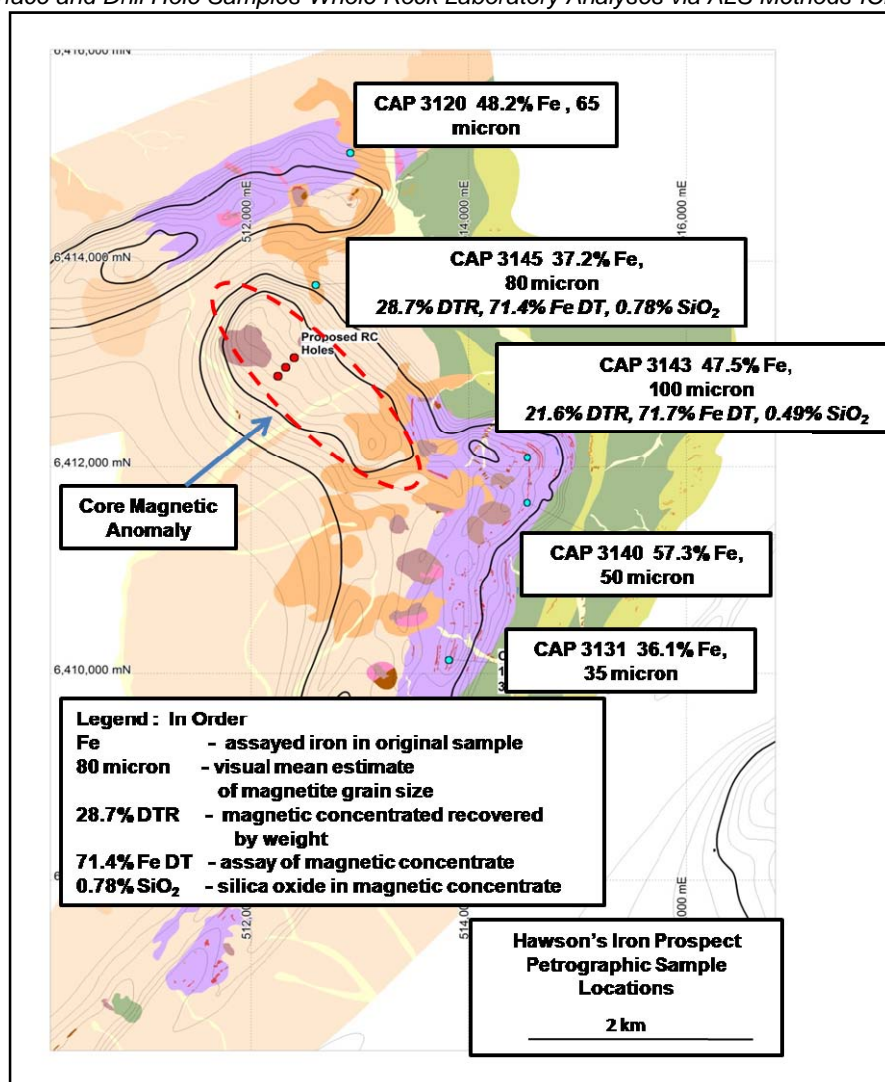 6,416,000 mN
CAP 3120 48.2% Fe , 65
micron
512,000 mE
514,000 mE
516,000 mE
6,414,000 mN
CAP 3145 37.2% Fe,
80 micron
28.7% DTR, 71.4% Fe DT, 0.78% SiO₂
Proposed RC
Holes
CAP 3143 47.5% Fe,
100 micron
21.6% DTR, 71.7% Fe DT, 0.49% SiO₂
6,412,000 mN
Core Magnetic
Anomaly
CAP 3140 57.3% Fe,
50 micron
CAP 3131 36.1% Fe,
35 micron
6,410,000 mN
Legend : In Order
Fe - assayed iron in original sample
80 micron - visual mean estimate
of magnetite grain size
28.7% DTR - magnetic concentrated recovered
by weight
71.4% Fe DT - assay of magnetic concentrate
0.78% SiO₂ - silica oxide in magnetic concentrate
Hawson's Iron Prospect
Petrographic Sample
Locations
2 km